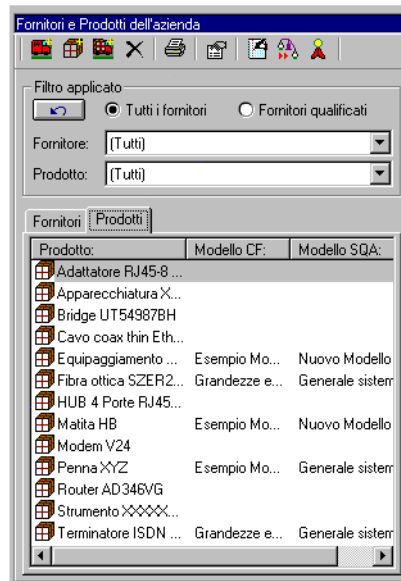 Fornitori e Prodotti dell'azienda
Filtro applicato
Tutti i fornitori Fornitori qualificati
Fornitore: (Tutti)
Prodotto: (Tutti)
Fornitori Prodotti
Prodotto: Modello CF: Modello SQA:
Adattatore RJ45-8 ...
Apparecchiatura X...
Bridge UT54987BH
Cavo coax thin Eth...
Equipaggiamento ... Esempio Mo... Nuovo Modello
Fibra ottica SZER2... Grandezze e... Generale sistem
HUB 4 Porte RJ45...
Matita HB Esempio Mo... Nuovo Modello
Modem V24
Penna XYZ Esempio Mo... Generale sistem
Router AD346VG
Strumento XXXXX...
Terminatore ISDN ... Grandezze e... Generale sistem